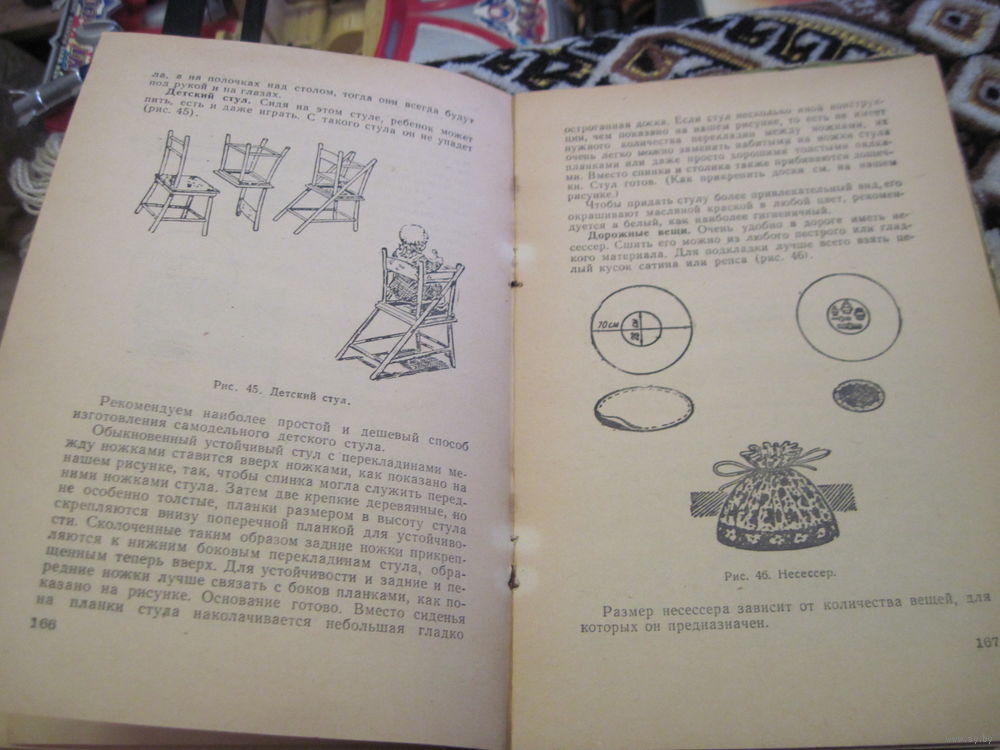 ла, а на полочках над столом, тогда они всегда будут
под рукой и на глазах.
Детский стул. Сидя на этом стуле, ребенок может
пить, есть и даже играть. С такого стула он не упадет
(рис. 45).
Рис. 45. Детский стул.
Рекомендуем наиболее простой и дешевый способ
изготовления самодельного детского стула.
Обыкновенный устойчивый стул с перекладинами ме-
жду ножками ставится вверх ножками, как показано на
нашем рисунке, так, чтобы спинка могла служить перед-
ними ножками стула. Затем две крепкие деревянные, но
не особенно толстые, планки размером в высоту стула
скрепляются внизу поперечной планкой для устойчиво-
сти. Сколоченные таким образом задние ножки прикреп-
ляются к нижним боковым перекладинам стула, обра-
щенным теперь вверх. Для устойчивости и задние и пе-
редние ножки лучше связать с боков планками, как по-
казано на рисунке. Основание готово. Вместо сиденья
на планки стула наколачивается небольшая гладко
166
остроганная доска. Если стул несколько иной конструк-
ции, чем показано на нашем рисунке, то есть не имеет
нужного количества перекладин между ножками, их
очень легко можно заменить набитыми на ножки стула
планками или даже просто хорошими толстыми палка-
ми. Вместо спинки и столика также прибиваются дощеч-
ки. Стул готов. (Как прикрепить доски см. на нашем
рисунке.)
Чтобы придать стулу более привлекательный вид, его
окрашивают масляной краской в любой цвет, рекомен-
дуется в белый, как наиболее гигиеничный.
Дорожные вещи. Очень удобно в дороге иметь не-
сессер. Сшить его можно из любого пестрого или глад-
кого материала. Для подкладки лучше всего взять це-
лый кусок сатина или репса (рис. 46).
70 см
Рис. 46. Несессер.
Размер несессера зависит от количества вещей, для
которых он предназначен.
167
www.ay.by